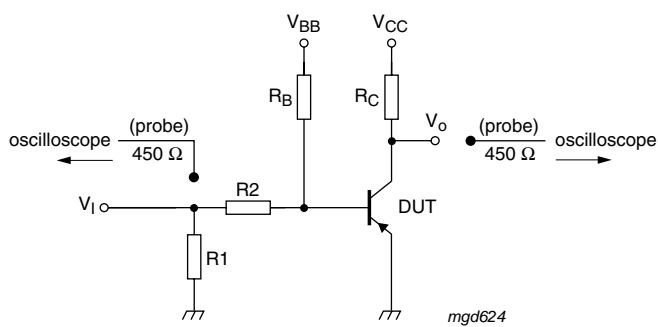 V_BB
V_CC
R_B
R_C
V_o
(probe)
oscilloscope
450 Ω
(probe)
oscilloscope
450 Ω
R2
V_I
DUT
R1
mgd624